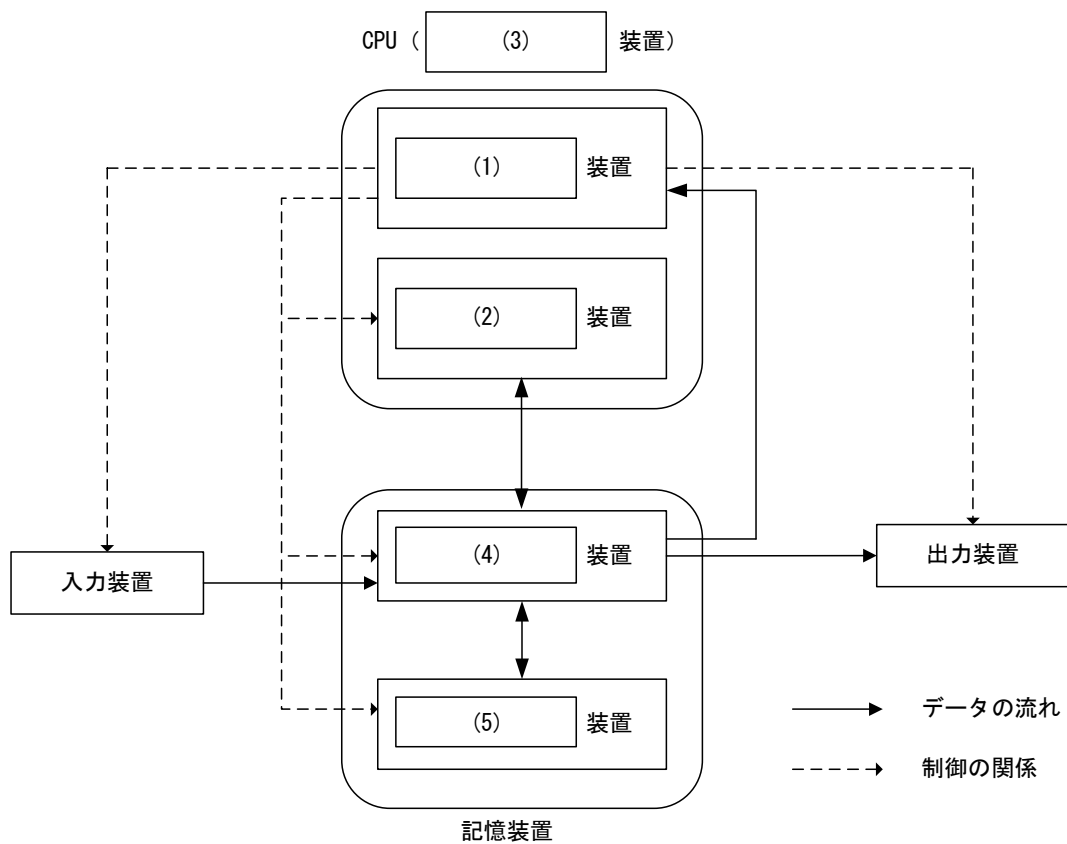 CPU（ (3) 装置）
(1) 装置
(2) 装置
(4) 装置
入力装置
出力装置
(5) 装置
データの流れ
制御の関係
記憶装置